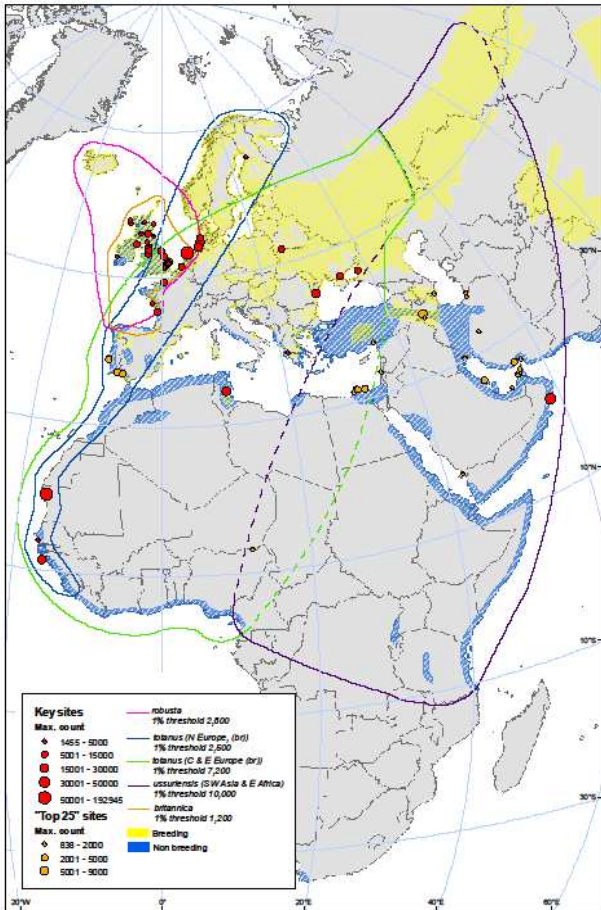 30°N
10°N
10°S
30°S
Key sites
Max. count
1455 - 5000
5001 - 15000
15001 - 30000
30001 - 50000
50001 - 192945
"Top 25" sites
Max. count
838 - 2000
2001 - 5000
5001 - 9000
robusta
1% threshold 2,600
totanus (N Europe, (br))
1% threshold 2,500
totanus (C & E Europe (br))
1% threshold 7,200
ussuriensis (SW Asia & E Africa)
1% threshold 10,000
britannica
1% threshold 1,200
Breeding
Non breeding
20°W
0°
20°E
40°E
60°E